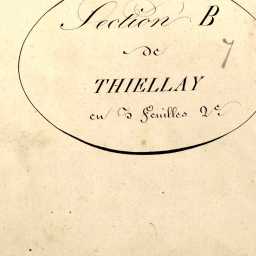 Section B
7
de
THIELLAY
en 3 feuilles 2e